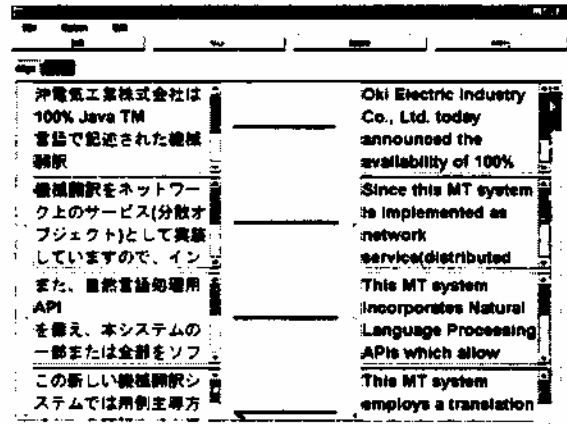 沖電気工業株式会社は
100% Java TM
言語で記述された機械
翻訳
Oki Electric Industry
Co., Ltd. today
announced the
availability of 100%
機械翻訳をネットワー
ク上のサービス(分散オ
ブジェクト)として実装
していますので、イン
Since this MT system
is implemented as
network
service(distributed
また、自然言語処理用
API
を備え、本システムの
一部または全部をソフ
This MT system
incorporates Natural
Language Processing
APIs which allow
この新しい機械翻訳シ
ステムでは用例主導方
This MT system
employs a translation